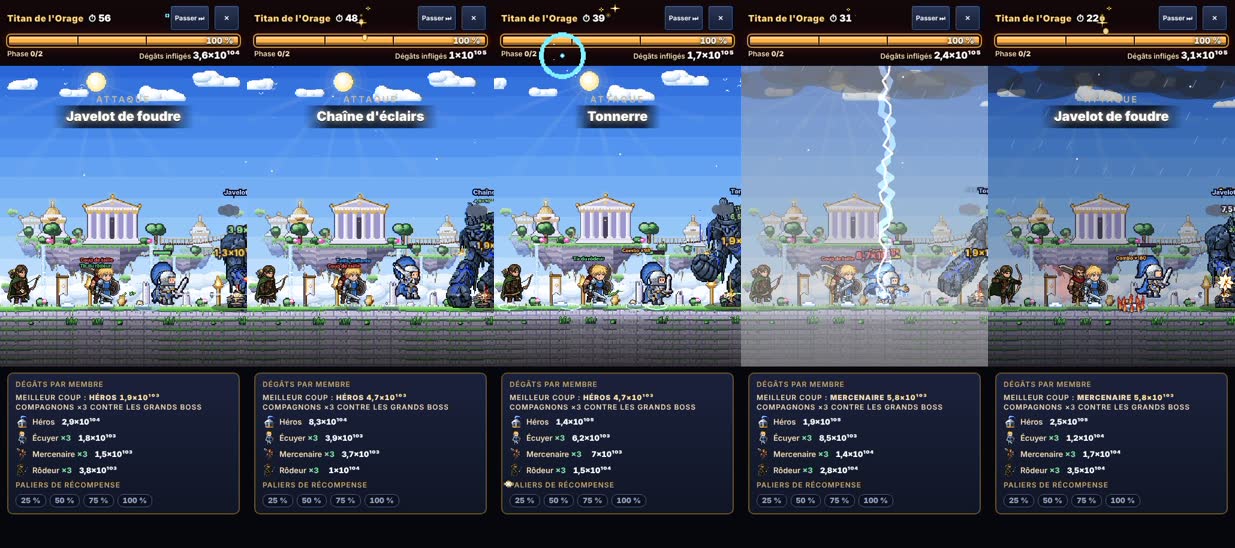 Titan de l'Orage ⏱ 56 Passer ⏭ ×
100 %
Phase 0/2 Dégâts infligés 3,6×10¹⁰⁴
ATTAQUE
Javelot de foudre
Javelot
DÉGÂTS PAR MEMBRE
MEILLEUR COUP : HÉROS 1,9×10¹⁰³
COMPAGNONS ×3 CONTRE LES GRANDS BOSS
Héros 2,9×10¹⁰⁴
Écuyer ×3 1,8×10¹⁰³
Mercenaire ×3 1,5×10¹⁰³
Rôdeur ×3 3,8×10¹⁰³
PALIERS DE RÉCOMPENSE
25 % 50 % 75 % 100 %
Titan de l'Orage ⏱ 48 Passer ⏭ ×
100 %
Phase 0/2 Dégâts infligés 1×10¹⁰⁵
ATTAQUE
Chaîne d'éclairs
Chaîn
DÉGÂTS PAR MEMBRE
MEILLEUR COUP : HÉROS 4,7×10¹⁰³
COMPAGNONS ×3 CONTRE LES GRANDS BOSS
Héros 8,3×10¹⁰⁴
Écuyer ×3 3,9×10¹⁰³
Mercenaire ×3 3,7×10¹⁰³
Rôdeur ×3 1×10¹⁰⁴
PALIERS DE RÉCOMPENSE
25 % 50 % 75 % 100 %
Titan de l'Orage ⏱ 39 Passer ⏭ ×
100 %
Phase 0/2 Dégâts infligés 1,7×10¹⁰⁵
ATTAQUE
Tonnerre
DÉGÂTS PAR MEMBRE
MEILLEUR COUP : HÉROS 4,7×10¹⁰³
COMPAGNONS ×3 CONTRE LES GRANDS BOSS
Héros 1,4×10¹⁰⁵
Écuyer ×3 6,2×10¹⁰³
Mercenaire ×3 7×10¹⁰³
Rôdeur ×3 1,5×10¹⁰⁴
PALIERS DE RÉCOMPENSE
25 % 50 % 75 % 100 %
Titan de l'Orage ⏱ 31 Passer ⏭ ×
100 %
Phase 0/2 Dégâts infligés 2,4×10¹⁰⁵
DÉGÂTS PAR MEMBRE
MEILLEUR COUP : MERCENAIRE 5,8×10¹⁰³
COMPAGNONS ×3 CONTRE LES GRANDS BOSS
Héros 1,9×10¹⁰⁵
Écuyer ×3 8,5×10¹⁰³
Mercenaire ×3 1,4×10¹⁰⁴
Rôdeur ×3 2,8×10¹⁰⁴
PALIERS DE RÉCOMPENSE
25 % 50 % 75 % 100 %
Titan de l'Orage ⏱ 22 Passer ⏭ ×
100 %
Phase 0/2 Dégâts infligés 3,1×10¹⁰⁵
ATTAQUE
Javelot de foudre
Combo × 80
DÉGÂTS PAR MEMBRE
MEILLEUR COUP : MERCENAIRE 5,8×10¹⁰³
COMPAGNONS ×3 CONTRE LES GRANDS BOSS
Héros 2,5×10¹⁰⁵
Écuyer ×3 1,2×10¹⁰⁴
Mercenaire ×3 1,7×10¹⁰⁴
Rôdeur ×3 3,5×10¹⁰⁴
PALIERS DE RÉCOMPENSE
25 % 50 % 75 % 100 %